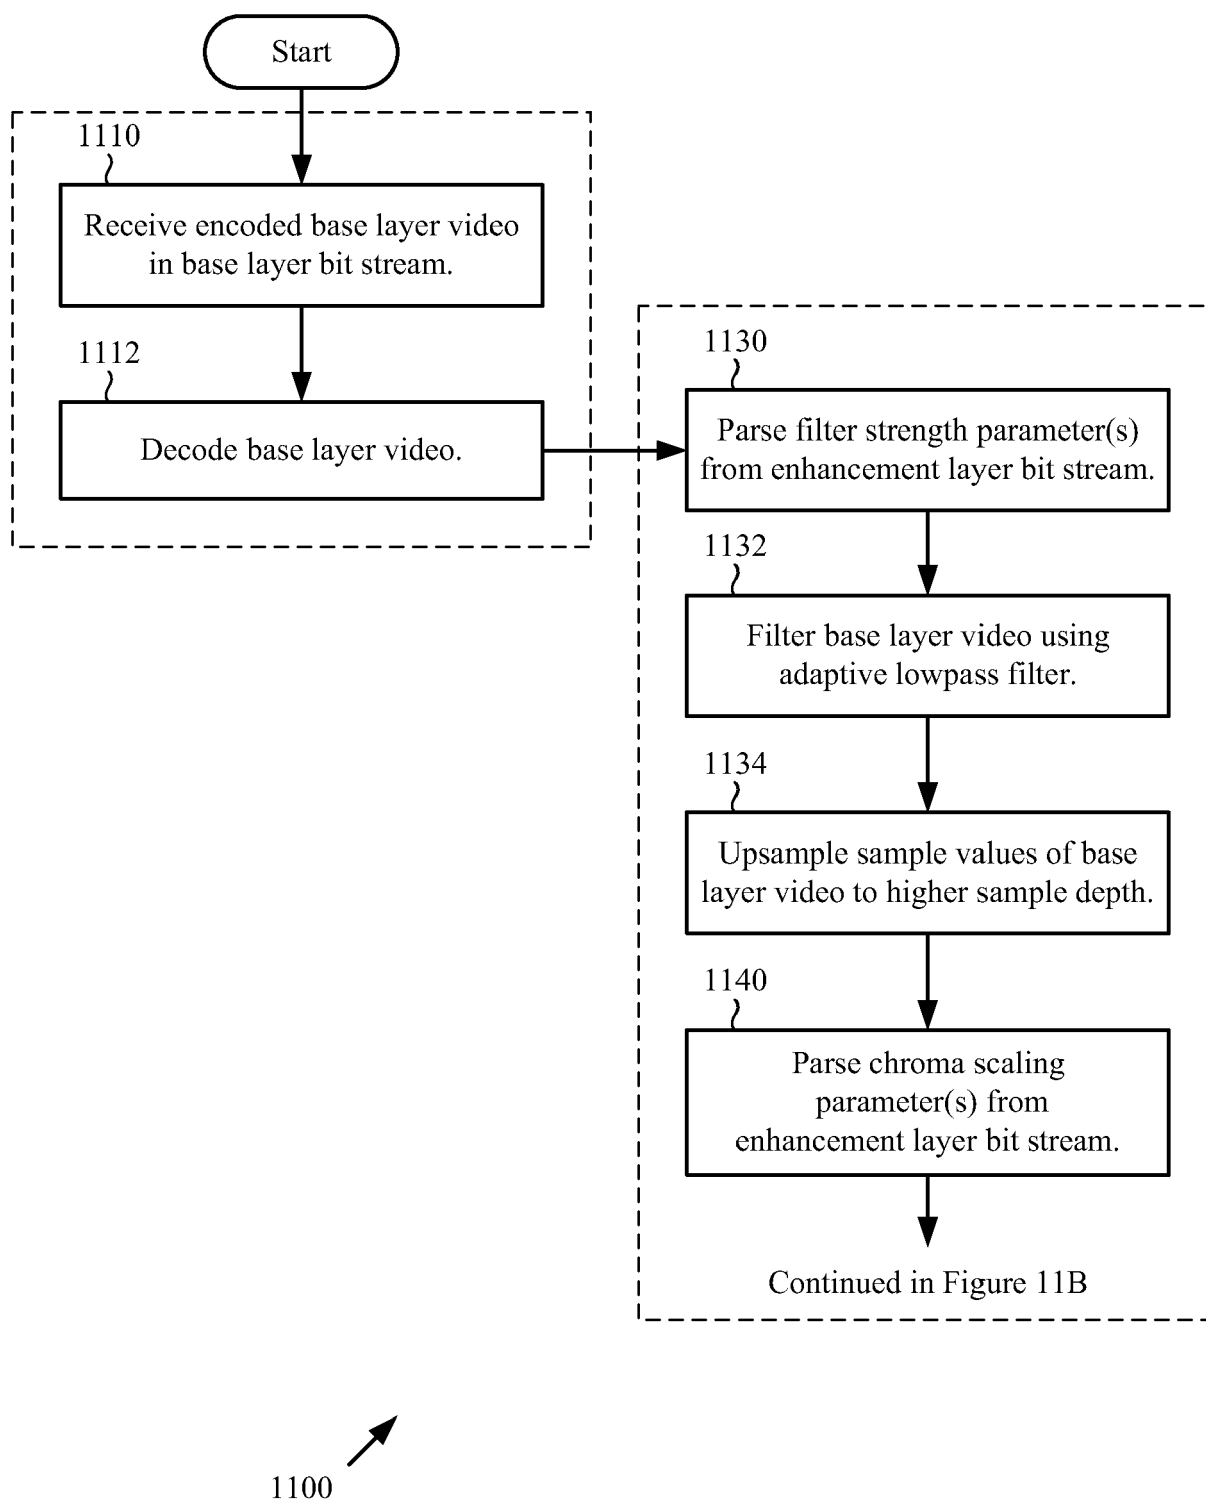 Start
1110
Receive encoded base layer video
in base layer bit stream.
1112
Decode base layer video.
1130
Parse filter strength parameter(s)
from enhancement layer bit stream.
1132
Filter base layer video using
adaptive lowpass filter.
1134
Upsample sample values of base
layer video to higher sample depth.
1140
Parse chroma scaling
parameter(s) from
enhancement layer bit stream.
Continued in Figure 11B
1100